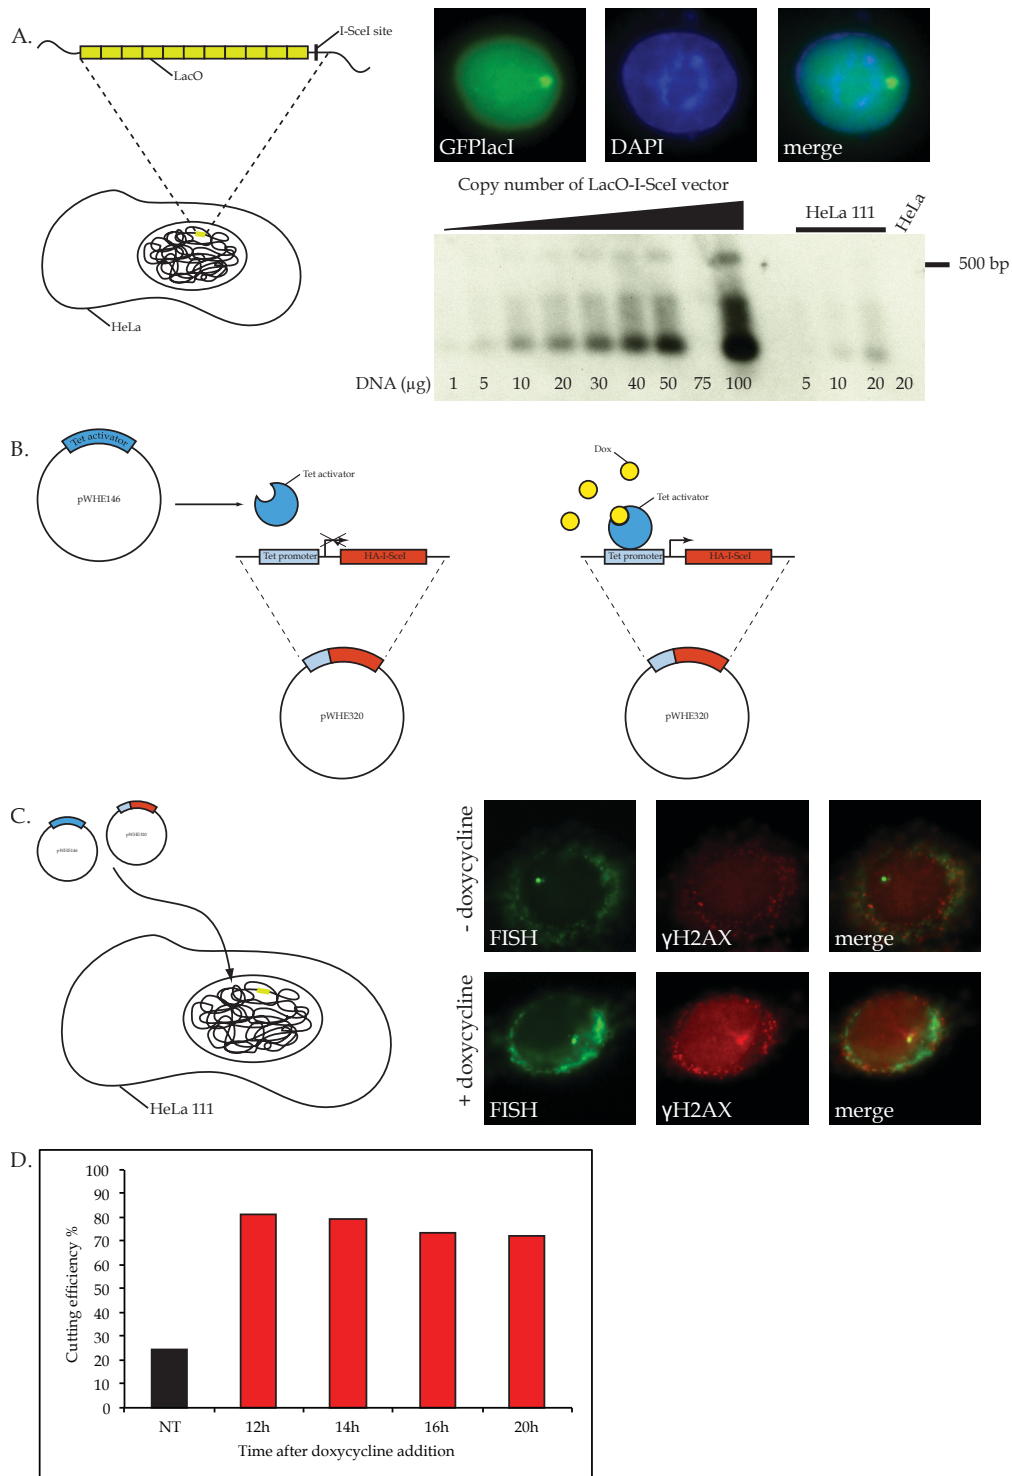 A.
I-SceI site
LacO
HeLa
GFPlacI
DAPI
merge
Copy number of LacO-I-SceI vector
HeLa 111
HeLa
500 bp
DNA (µg) 1 5 10 20 30 40 50 75 100 5 10 20 20
B.
Tet activator
pWHE146
Tet activator
Tet promoter
HA-I-SceI
pWHE320
Dox
Tet activator
Tet promoter
HA-I-SceI
pWHE320
C.
pWHE146
pWHE320
HeLa 111
- doxycycline
FISH
γH2AX
merge
+ doxycycline
FISH
γH2AX
merge
D.
Cutting efficiency %
100
90
80
70
60
50
40
30
20
10
0
NT 12h 14h 16h 20h
Time after doxycycline addition